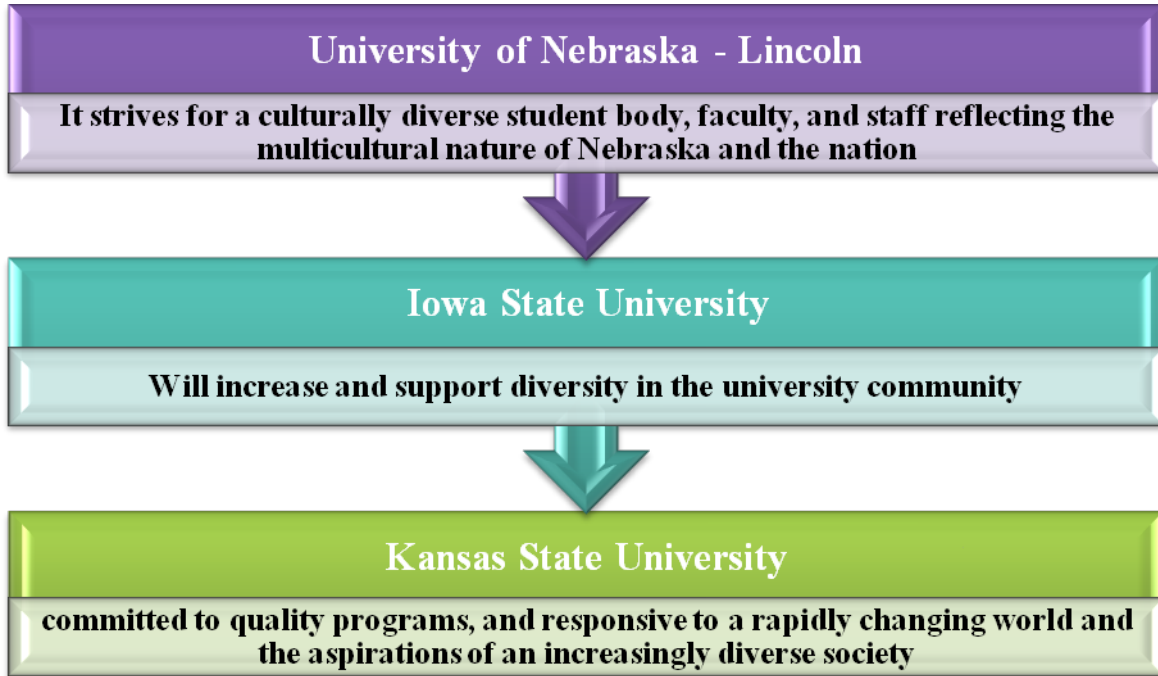 University of Nebraska - Lincoln
It strives for a culturally diverse student body, faculty, and staff reflecting the
multicultural nature of Nebraska and the nation
Iowa State University
Will increase and support diversity in the university community
Kansas State University
committed to quality programs, and responsive to a rapidly changing world and
the aspirations of an increasingly diverse society